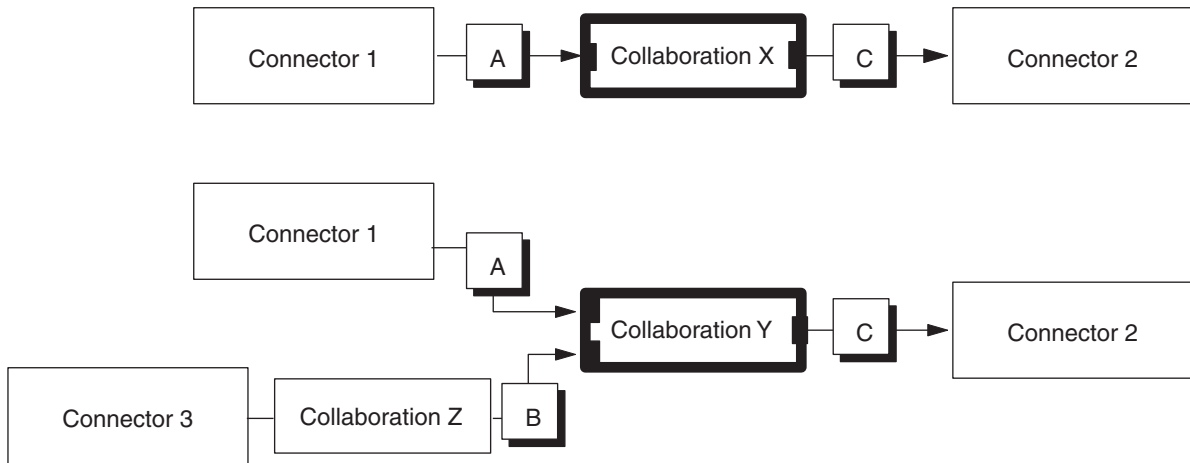 Connector 1
A
Collaboration X
C
Connector 2
Connector 1
A
Collaboration Y
C
Connector 2
Connector 3
Collaboration Z
B